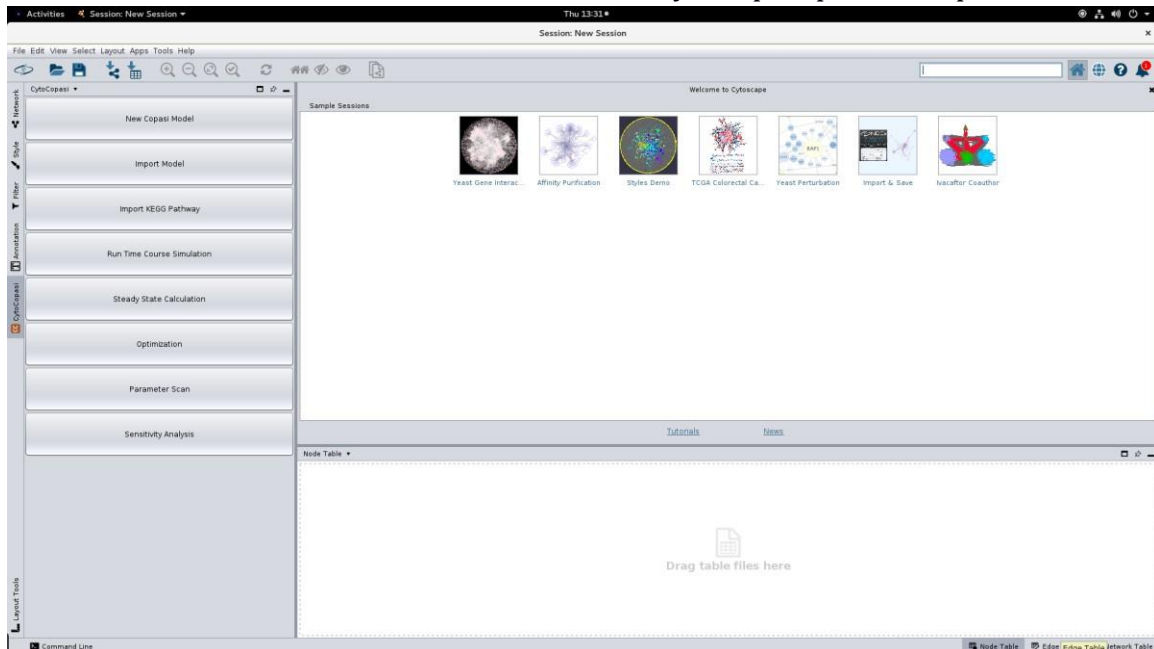 Activities Session: New Session Thu 13:31
Session: New Session
File Edit View Select Layout Apps Tools Help
Network
Style
Filter
Annotation
CytoCopasi
Layout Tools
CytoCopasi
New Copasi Model
Import Model
Import KEGG Pathway
Run Time Course Simulation
Steady State Calculation
Optimization
Parameter Scan
Sensitivity Analysis
Welcome to Cytoscape
Sample Sessions
RAP1
Yeast Gene Interac... Affinity Purification Styles Demo TCGA Colorectal Ca... Yeast Perturbation Import & Save Ivacaftor Coauthor
Tutorials News
Node Table
Drag table files here
Command Line Node Table Edge Edge Table Network Table